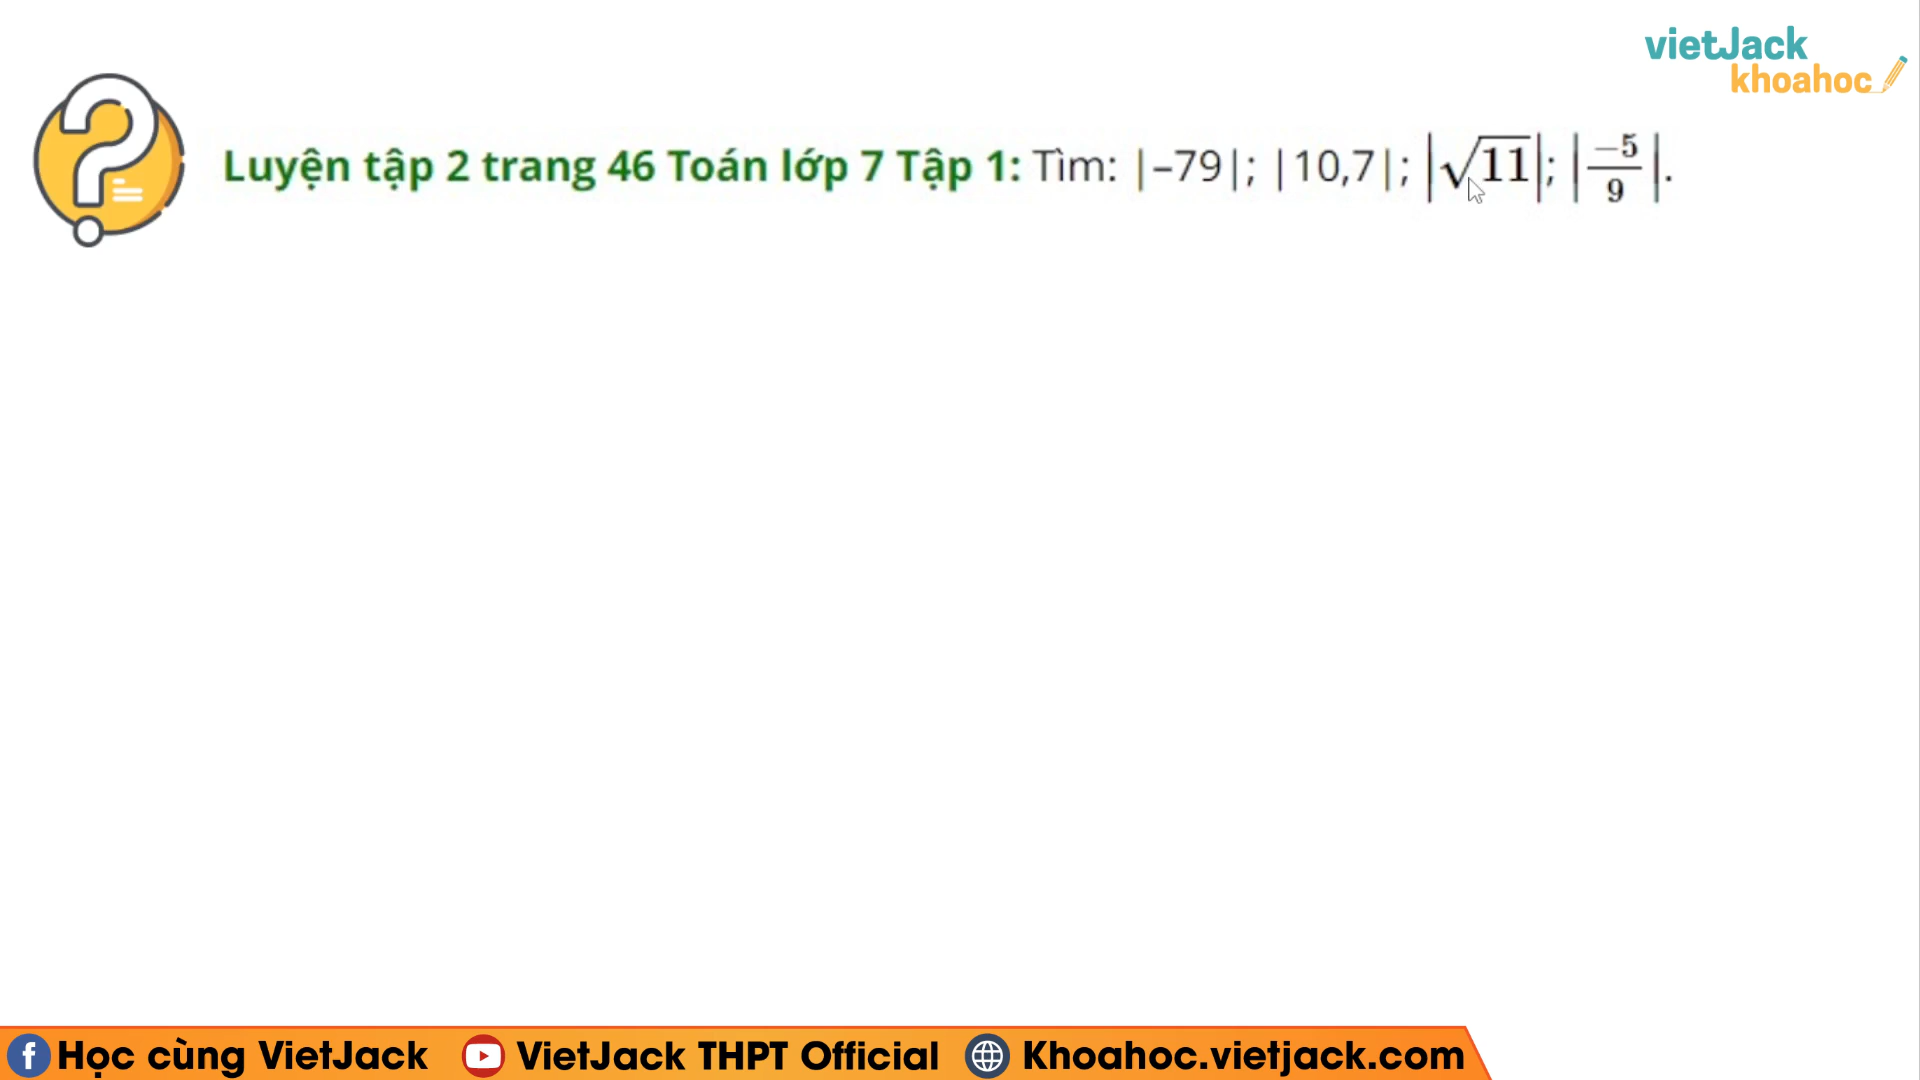 vietJack
khoahoc
Luyện tập 2 trang 46 Toán lớp 7 Tập 1: Tìm: |–79|; |10,7|; |√11|; |−5/9|.
Học cùng VietJack VietJack THPT Official Khoahoc.vietjack.com